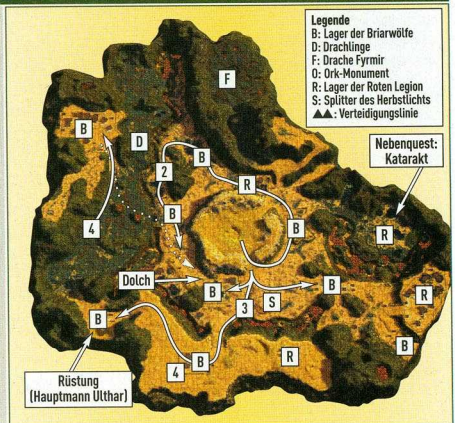 Legende
B: Lager der Briarwölfe
D: Drachlinge
F: Drache Fyrmir
O: Ork-Monument
R: Lager der Roten Legion
S: Splitter des Herbstlichts
▲▲: Verteidigungslinie
F
B
D
Nebenquest:
Katarakt
B
2
R
4
B
B
R
Dolch
B
S
B
R
3
B
B
4
B
R
Rüstung
(Hauptmann Ulthar)